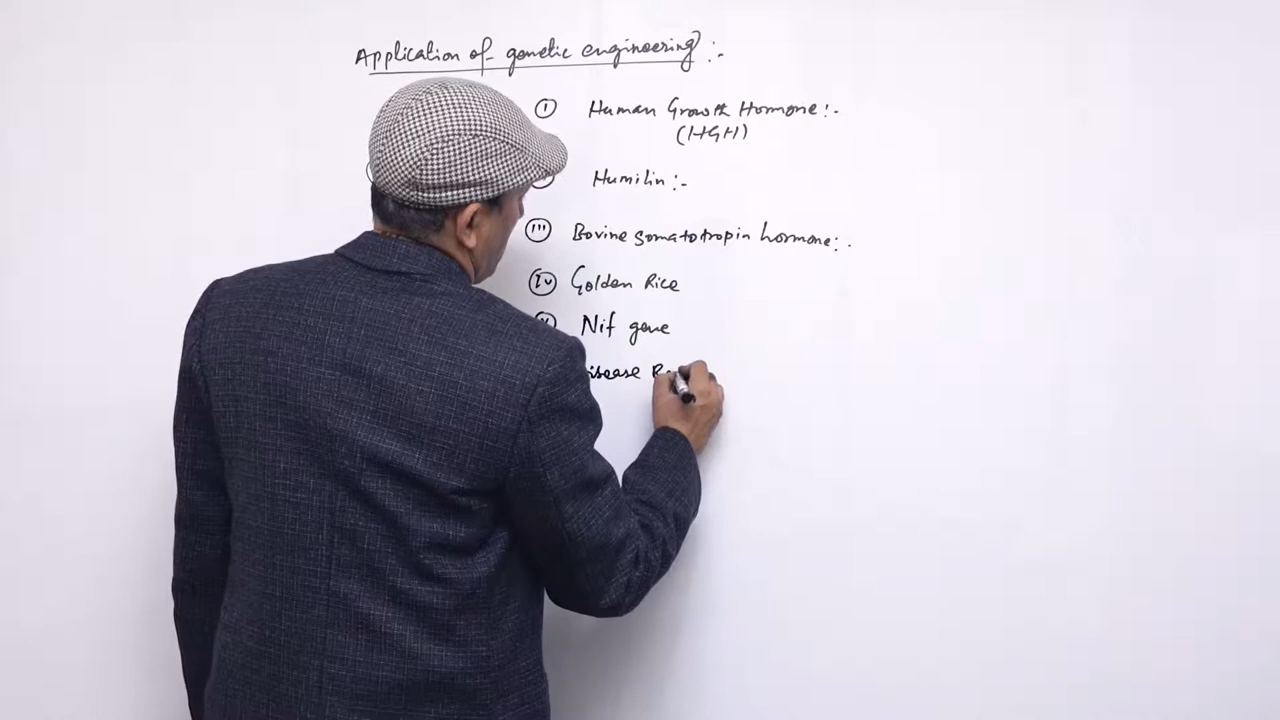 Application of genetic engineering :-
(I) Human Growth Hormone :-
(HGH)
Humilin :-
(III) Bovine somatotropin hormone :-
(Iv) Golden Rice
(V) Nif gene
isease